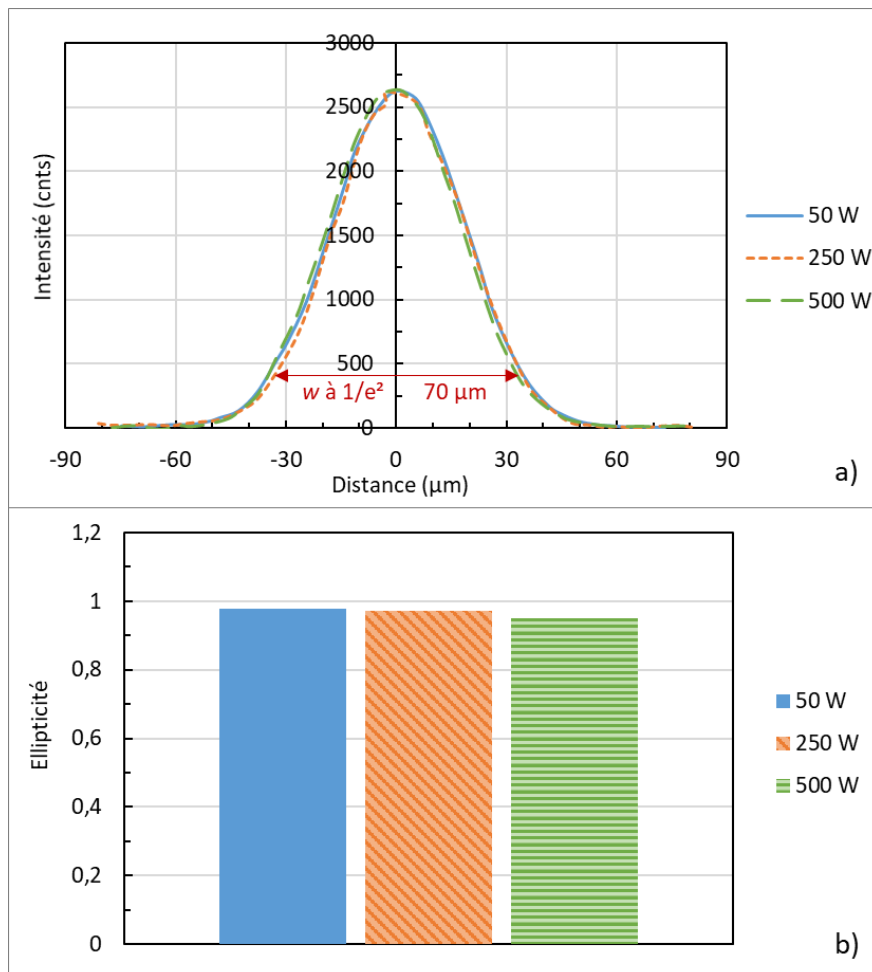 3000
2500
2000
1500
1000
500
0
Intensité (cnts)
w à 1/e² 70 µm
-90 -60 -30 0 30 60 90
Distance (µm)
50 W
250 W
500 W
a)
1,2
1
0,8
0,6
0,4
0,2
0
Ellipticité
50 W
250 W
500 W
b)